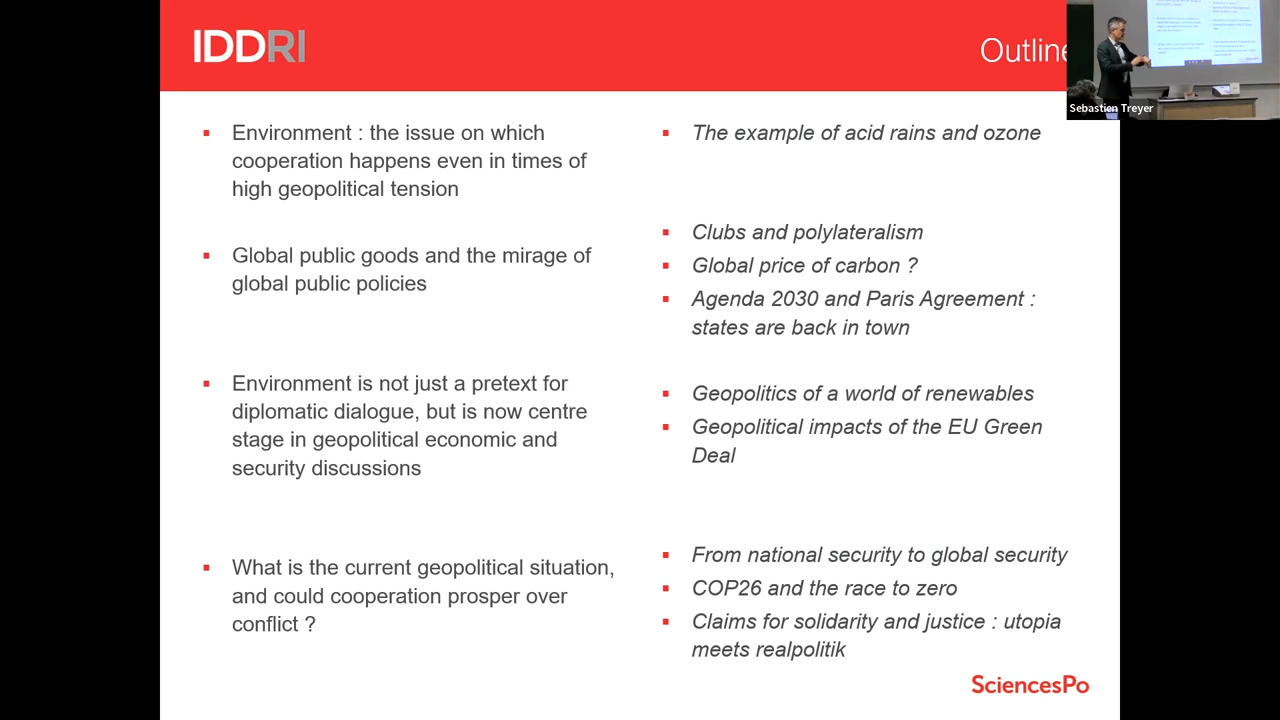 IDDRI
Outline
Sebastien Treyer
Environment : the issue on which
cooperation happens even in times of
high geopolitical tension
The example of acid rains and ozone
Global public goods and the mirage of
global public policies
Clubs and polylateralism
Global price of carbon ?
Agenda 2030 and Paris Agreement :
states are back in town
Environment is not just a pretext for
diplomatic dialogue, but is now centre
stage in geopolitical economic and
security discussions
Geopolitics of a world of renewables
Geopolitical impacts of the EU Green
Deal
What is the current geopolitical situation,
and could cooperation prosper over
conflict ?
From national security to global security
COP26 and the race to zero
Claims for solidarity and justice : utopia
meets realpolitik
SciencesPo